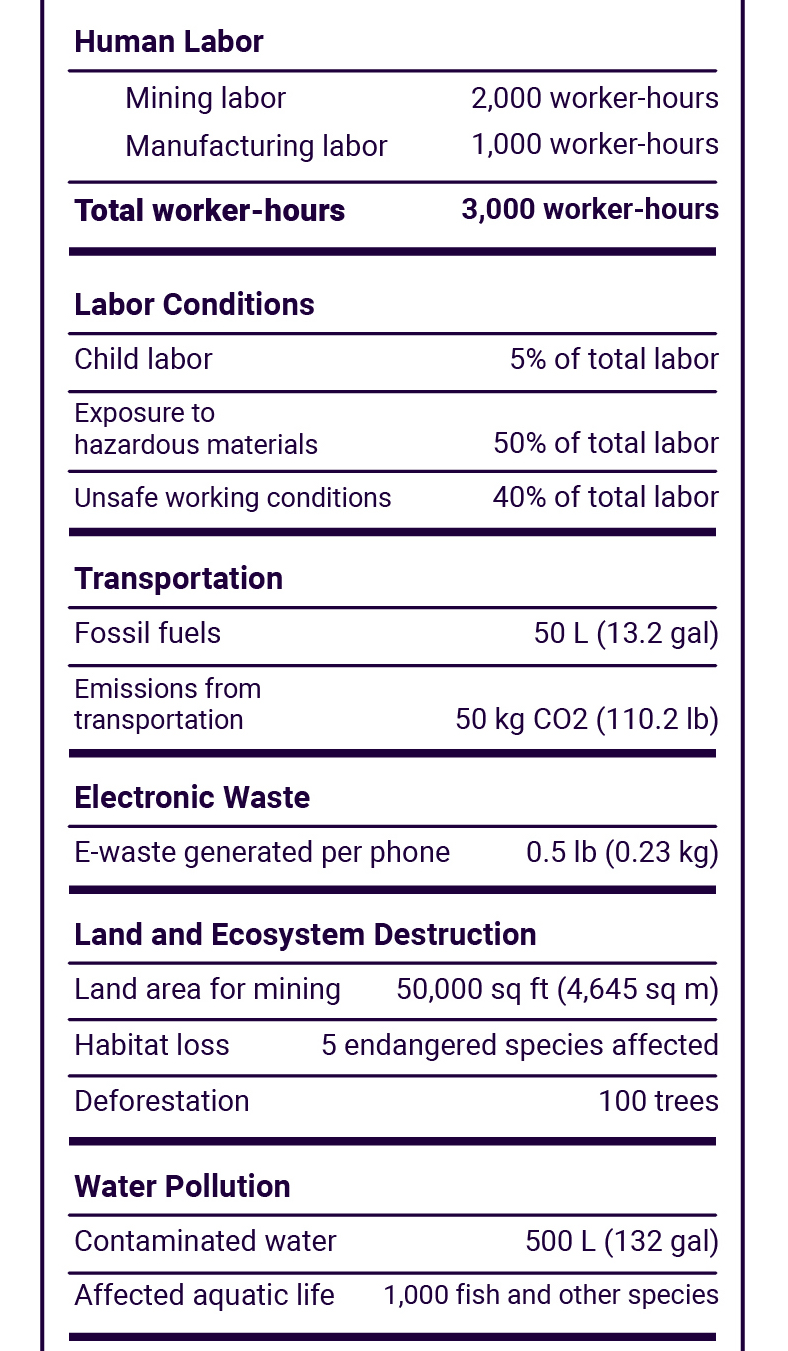 Human Labor
Mining labor 2,000 worker-hours
Manufacturing labor 1,000 worker-hours
Total worker-hours 3,000 worker-hours
Labor Conditions
Child labor 5% of total labor
Exposure to
hazardous materials 50% of total labor
Unsafe working conditions 40% of total labor
Transportation
Fossil fuels 50 L (13.2 gal)
Emissions from
transportation 50 kg CO2 (110.2 lb)
Electronic Waste
E-waste generated per phone 0.5 lb (0.23 kg)
Land and Ecosystem Destruction
Land area for mining 50,000 sq ft (4,645 sq m)
Habitat loss 5 endangered species affected
Deforestation 100 trees
Water Pollution
Contaminated water 500 L (132 gal)
Affected aquatic life 1,000 fish and other species